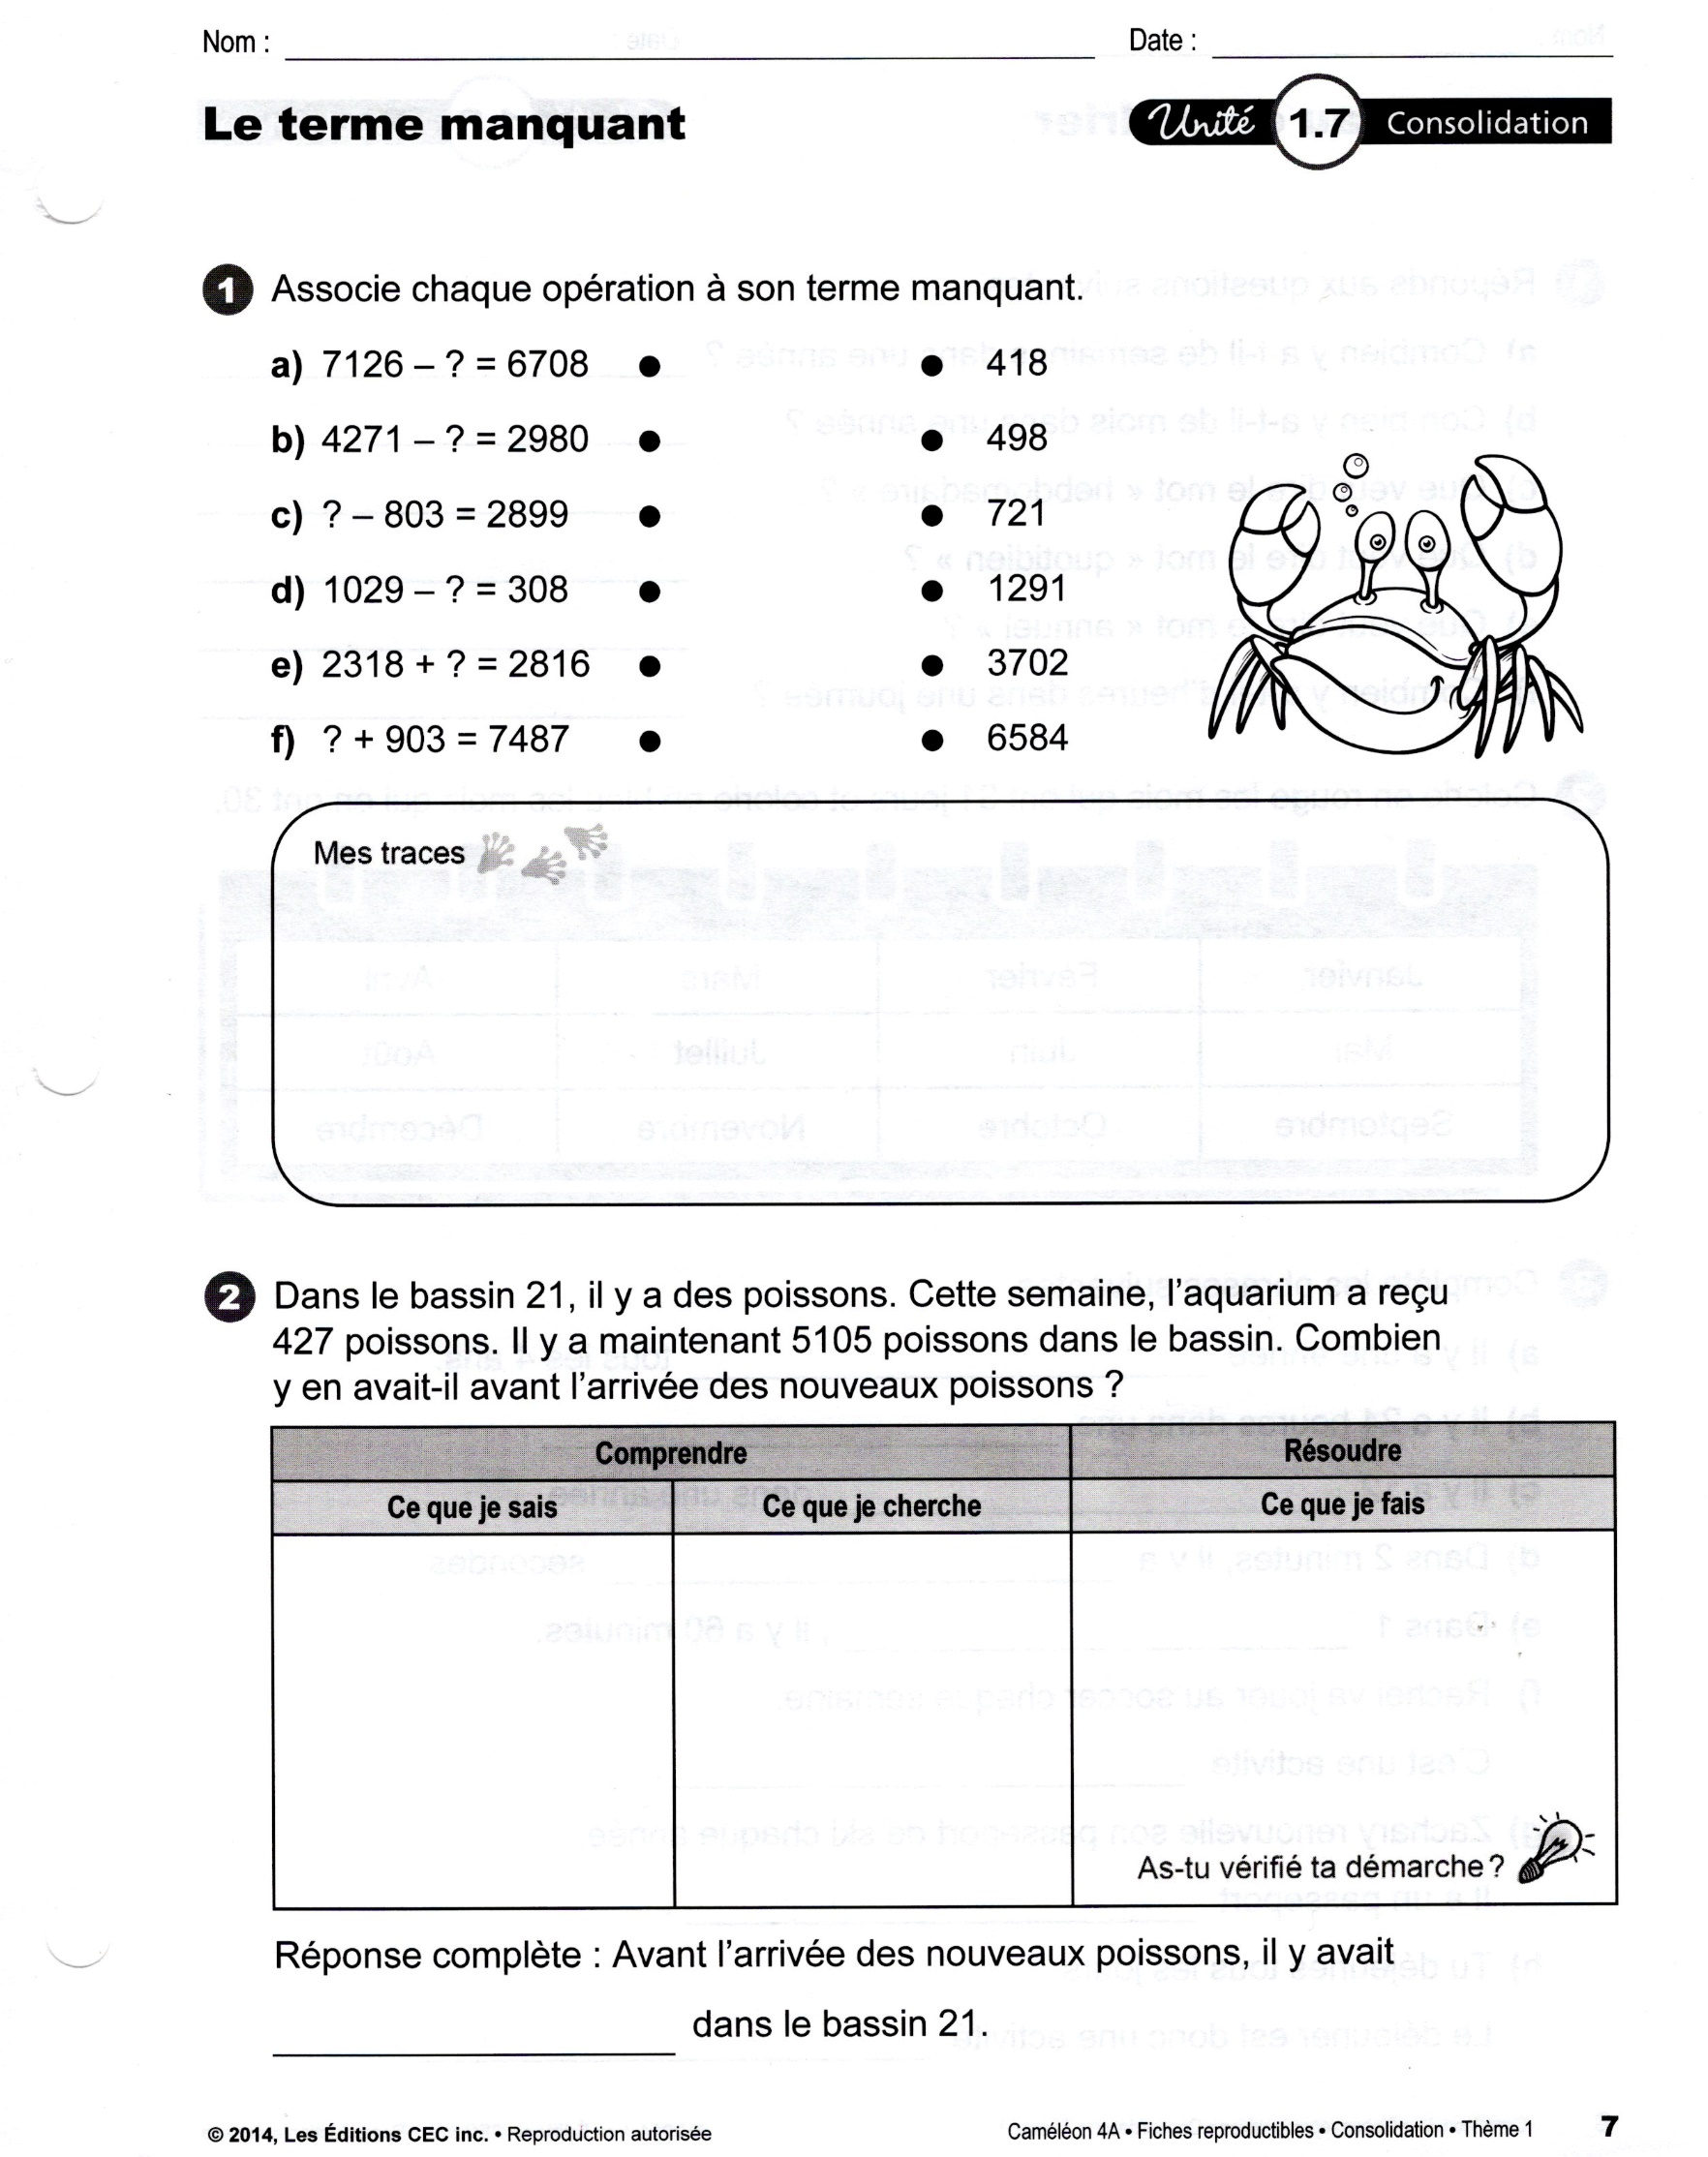 Nom :
Date :
Le terme manquant
Unité 1.7 Consolidation
1 Associe chaque opération à son terme manquant.
a) 7126 – ? = 6708 ● ● 418
b) 4271 – ? = 2980 ● ● 498
c) ? – 803 = 2899 ● ● 721
d) 1029 – ? = 308 ● ● 1291
e) 2318 + ? = 2816 ● ● 3702
f) ? + 903 = 7487 ● ● 6584
Mes traces
2 Dans le bassin 21, il y a des poissons. Cette semaine, l’aquarium a reçu
427 poissons. Il y a maintenant 5105 poissons dans le bassin. Combien
y en avait-il avant l’arrivée des nouveaux poissons ?
Comprendre Résoudre
Ce que je sais Ce que je cherche Ce que je fais
As-tu vérifié ta démarche ?
Réponse complète : Avant l’arrivée des nouveaux poissons, il y avait
dans le bassin 21.
© 2014, Les Éditions CEC inc. • Reproduction autorisée
Caméléon 4A • Fiches reproductibles • Consolidation • Thème 1 7